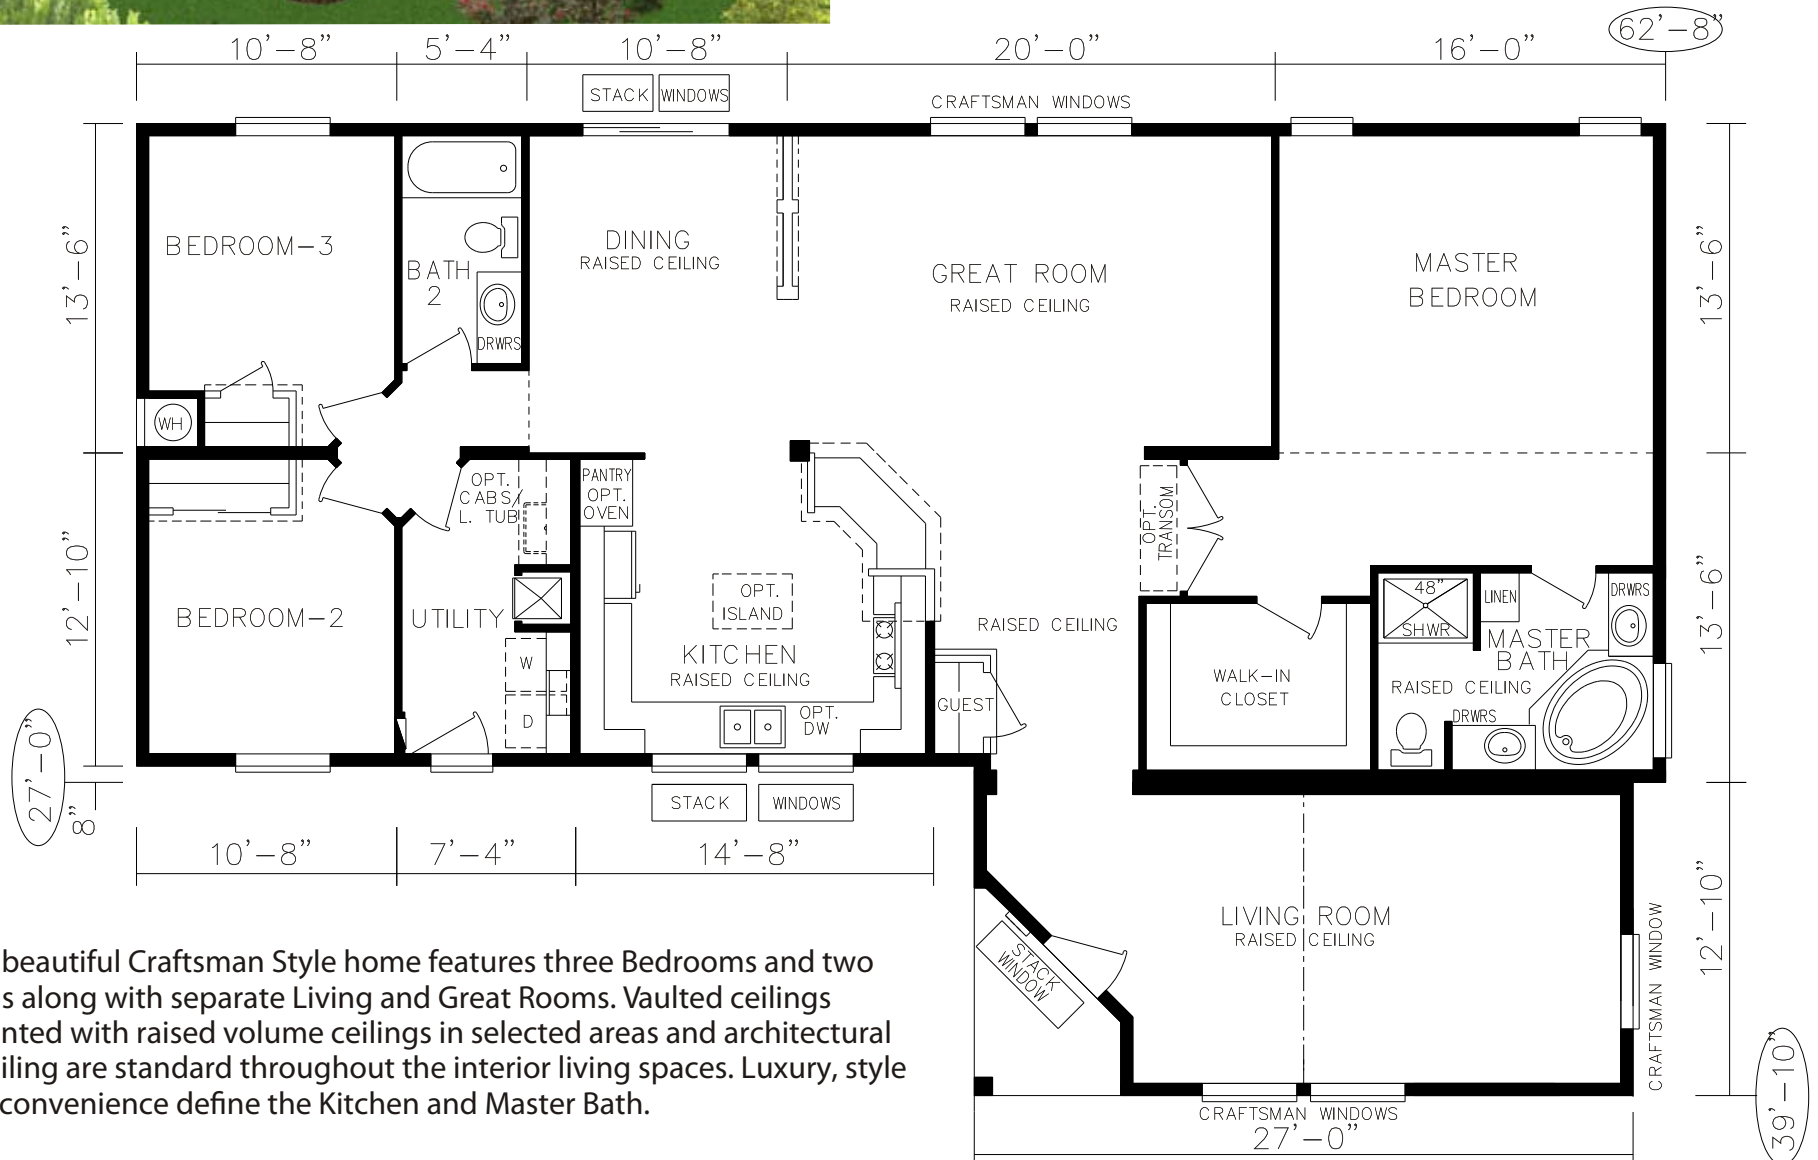 62'-8"
10'-8"
5'-4"
10'-8"
20'-0"
16'-0"
STACK
WINDOWS
CRAFTSMAN WINDOWS
13'-6"
BEDROOM-3
BATH
2
DRWRS
DINING
RAISED CEILING
GREAT ROOM
RAISED CEILING
MASTER
BEDROOM
13'-6"
WH
OPT.
CABS/
L. TUB
PANTRY
OPT.
OVEN
OPT.
TRANSOM
12'-10"
BEDROOM-2
UTILITY
W
D
OPT.
ISLAND
KITCHEN
RAISED CEILING
OPT.
DW
RAISED CEILING
GUEST
WALK-IN
CLOSET
48"
SHWR
LINEN
DRWRS
MASTER
BATH
RAISED CEILING
DRWRS
13'-6"
27'-0"
8"
STACK
WINDOWS
10'-8"
7'-4"
14'-8"
LIVING ROOM
RAISED CEILING
STACK
WINDOW
CRAFTSMAN WINDOW
12'-10"
39'-10"
CRAFTSMAN WINDOWS
27'-0"
beautiful Craftsman Style home features three Bedrooms and two
s along with separate Living and Great Rooms. Vaulted ceilings
nted with raised volume ceilings in selected areas and architectural
iling are standard throughout the interior living spaces. Luxury, style
convenience define the Kitchen and Master Bath.